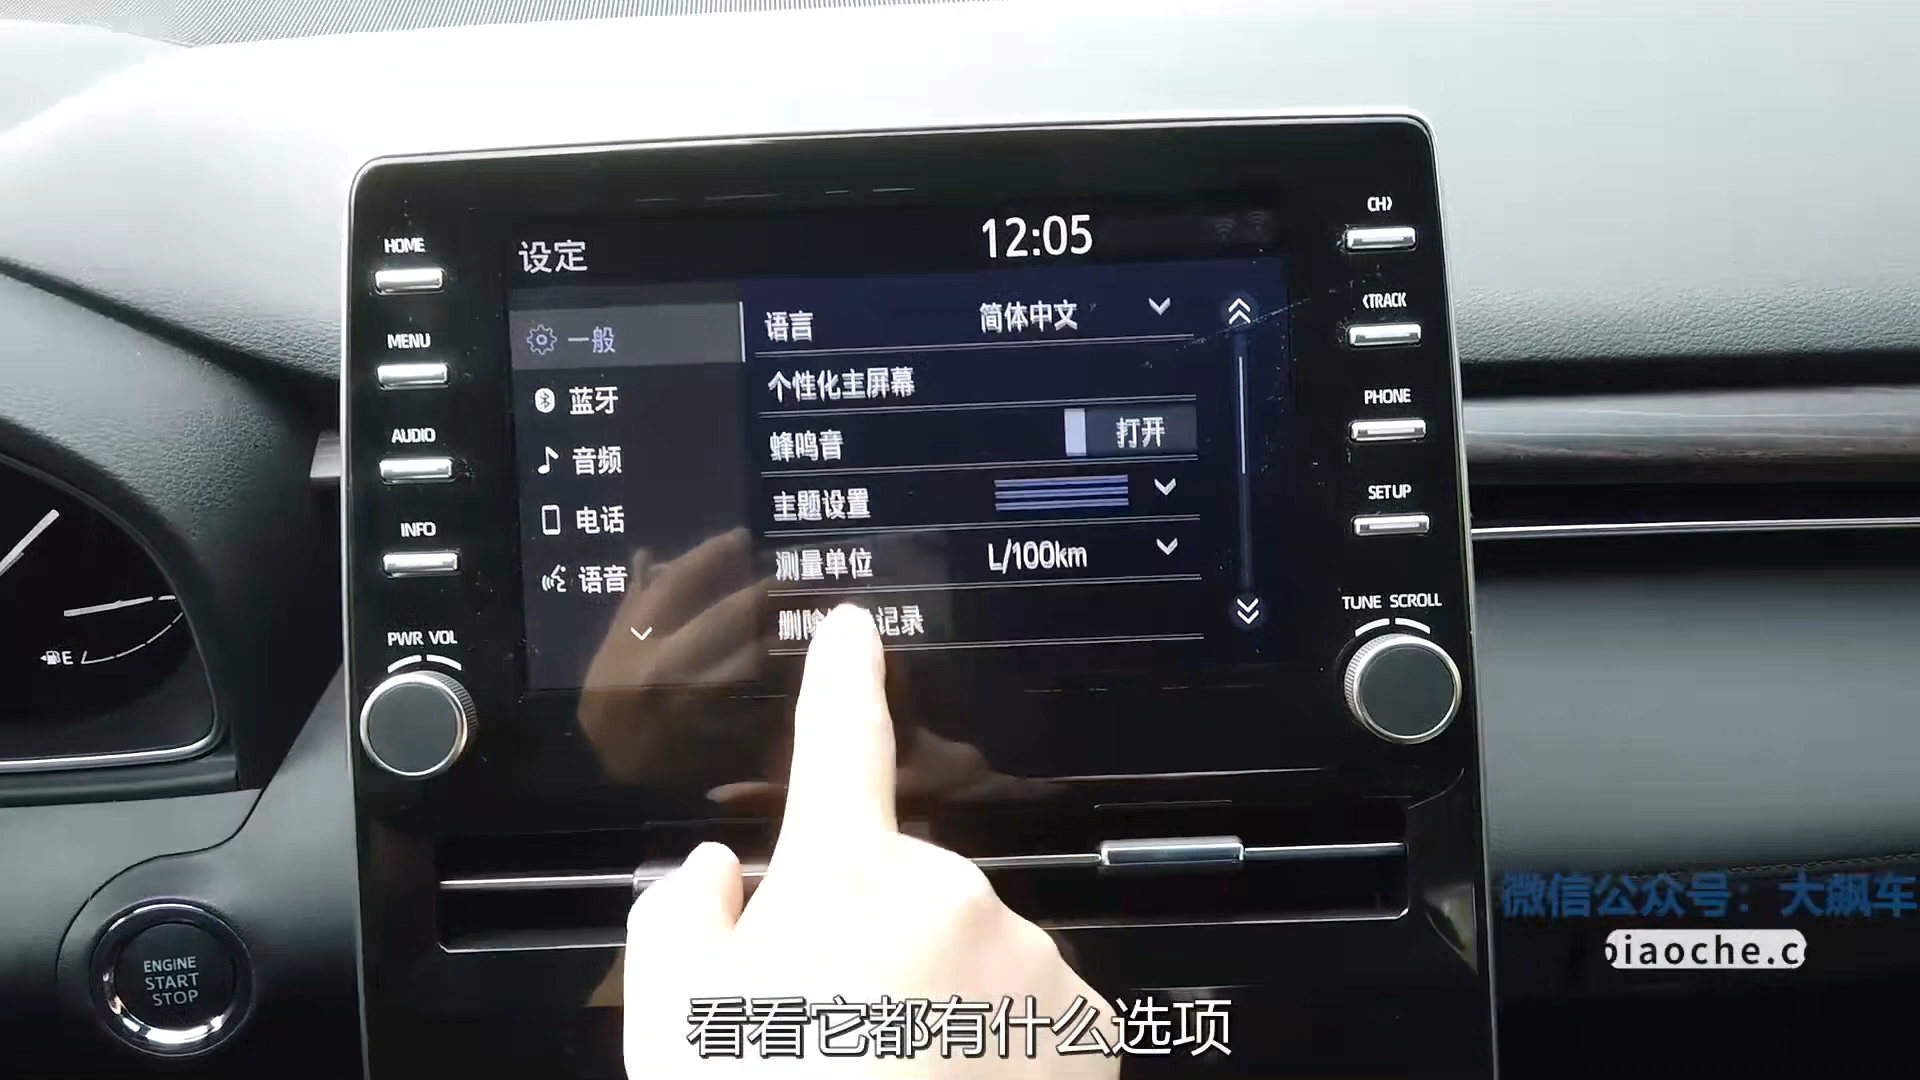 HOME
MENU
AUDIO
INFO
PWR VOL
设定
12:05
一般
蓝牙
音频
电话
语音
语言 简体中文
个性化主屏幕
蜂鸣音 打开
主题设置
测量单位 L/100km
删除 记录
CH>
<TRACK
PHONE
SETUP
TUNE SCROLL
E
ENGINE
START
STOP
微信公众号：大飙车
biaoche.c
看看它都有什么选项